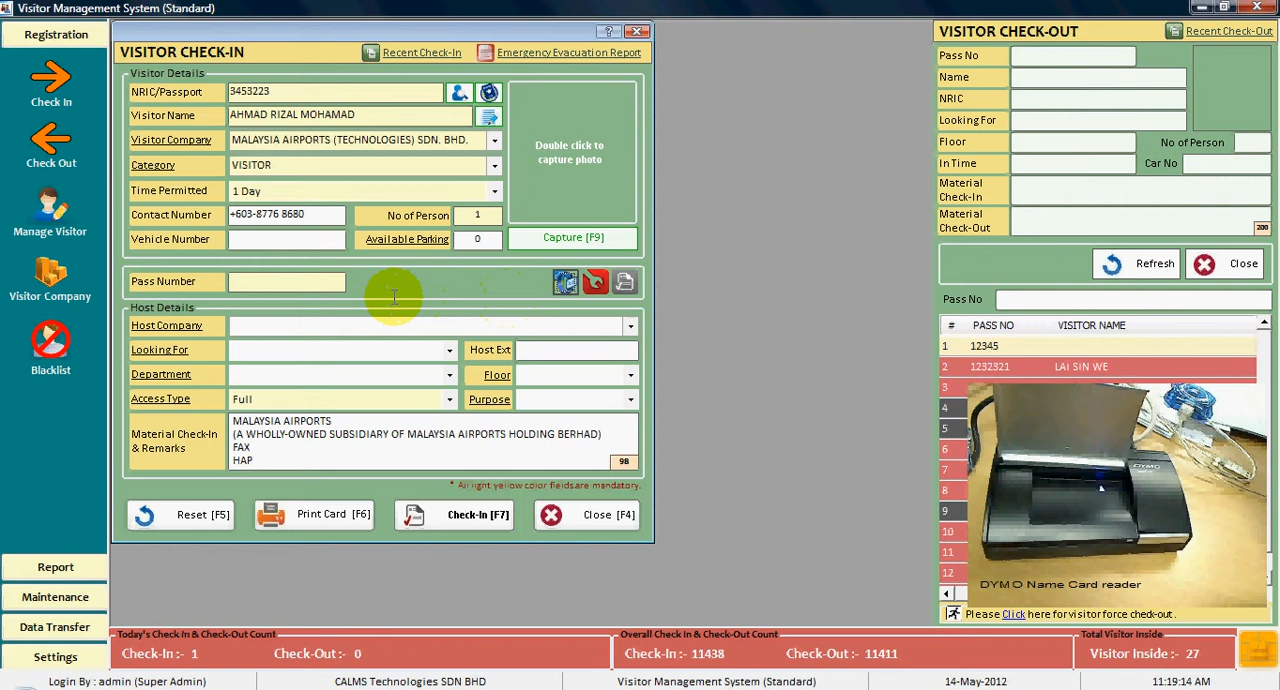 Visitor Management System (Standard)
Registration
Check In
Check Out
Manage Visitor
Visitor Company
Blacklist
Report
Maintenance
Data Transfer
Settings
?
VISITOR CHECK-IN
Recent Check-In
Emergency Evacuation Report
Visitor Details
NRIC/Passport 3453223
Visitor Name AHMAD RIZAL MOHAMAD
Visitor Company MALAYSIA AIRPORTS (TECHNOLOGIES) SDN. BHD.
Category VISITOR
Time Permitted 1 Day
Contact Number +603-8776 8680 No of Person 1
Vehicle Number Available Parking 0
Double click to
capture photo
Capture [F9]
Pass Number
Host Details
Host Company
Looking For Host Ext
Department Floor
Access Type Full Purpose
Material Check-In
& Remarks
MALAYSIA AIRPORTS
(A WHOLLY-OWNED SUBSIDIARY OF MALAYSIA AIRPORTS HOLDING BERHAD)
FAX
HAP
98
* All light yellow color fields are mandatory.
Reset [F5] Print Card [F6] Check-In [F7] Close [F4]
VISITOR CHECK-OUT
Recent Check-Out
Pass No
Name
NRIC
Looking For
Floor No of Person
In Time Car No
Material
Check-In
Material
Check-Out
200
Refresh Close
Pass No
# PASS NO VISITOR NAME
1 12345
2 1232321 LAI SIN WE
3
4
5
6
7
8
9
10
11
12
DYMO
DYMO Name Card reader
Please Click here for visitor force check-out.
Today's Check In & Check-Out Count
Check-In :- 1 Check-Out :- 0
Overall Check In & Check-Out Count
Check-In :- 11438 Check-Out :- 11411
Total Visitor Inside
Visitor Inside :- 27
Login By : admin (Super Admin) CALMS Technologies SDN BHD Visitor Management System (Standard) 14-May-2012 11:19:14 AM